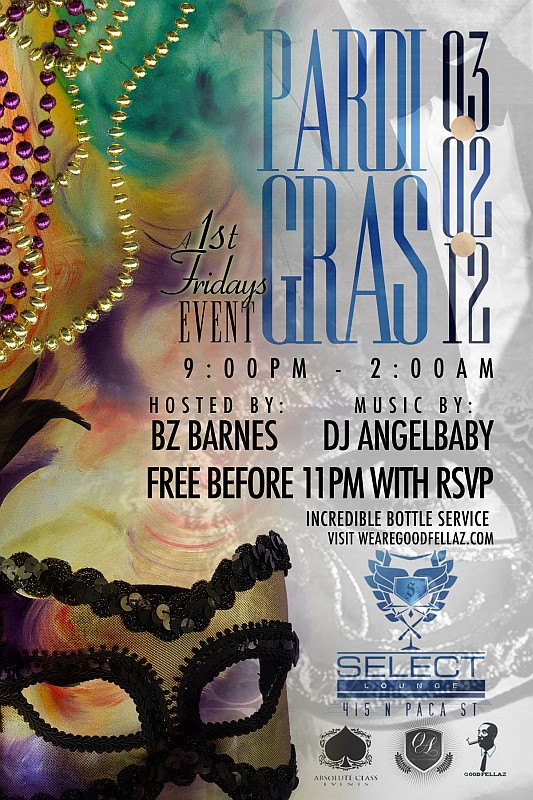 PARDI
GRAS
03
02
12
A 1st
Fridays
EVENT
9:00PM - 2:00AM
HOSTED BY:
BZ BARNES
MUSIC BY:
DJ ANGELBABY
FREE BEFORE 11PM WITH RSVP
INCREDIBLE BOTTLE SERVICE
VISIT WEAREGOODFELLAZ.COM
S
SELECT
LOUNGE
415 N PACA ST
ABSOLUTE CLASS
EVENTS
GOODFELLAZ